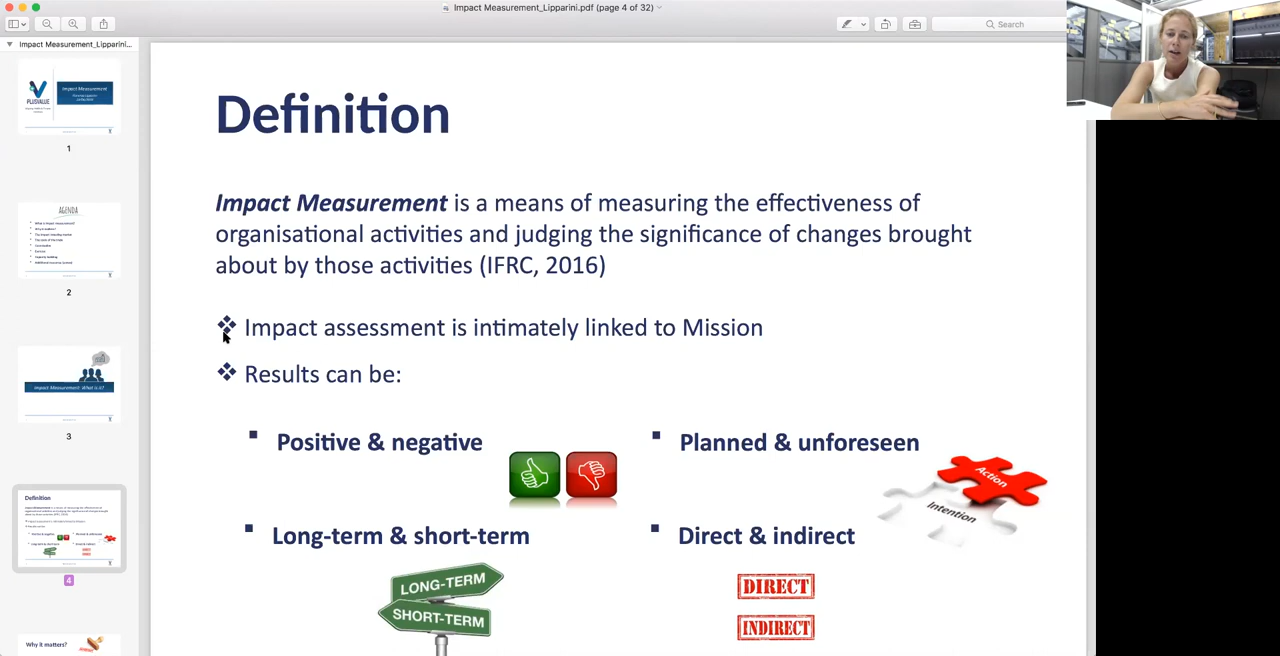 Impact Measurement_Lipparini.pdf (page 4 of 32)
Search
Impact Measurement_Lipparini...
PLUSVALUE
Impact Measurement
1
AGENDA
2
Impact Measurement: What is it?
3
Definition
4
Why it matters?
Definition
Impact Measurement is a means of measuring the effectiveness of
organisational activities and judging the significance of changes brought
about by those activities (IFRC, 2016)
Impact assessment is intimately linked to Mission
Results can be:
Positive & negative
Planned & unforeseen
Action
Intention
Long-term & short-term
Direct & indirect
LONG-TERM
SHORT-TERM
DIRECT
INDIRECT